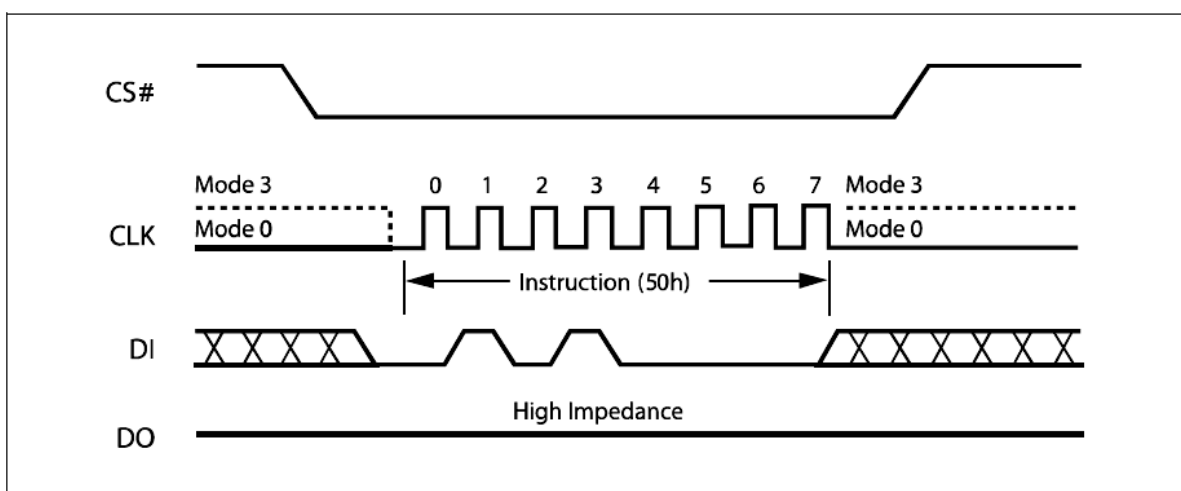 CS#
Mode 3 0 1 2 3 4 5 6 7 Mode 3
CLK Mode 0 Mode 0
Instruction (50h)
DI
High Impedance
DO